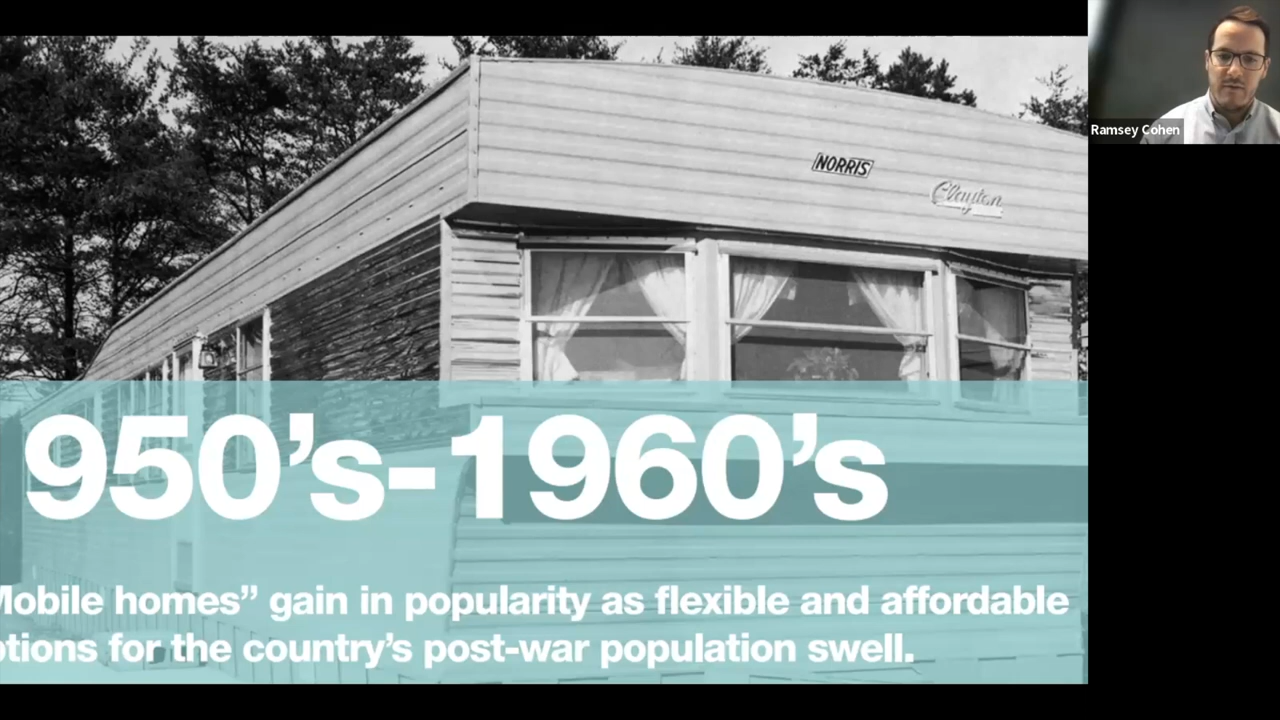 Ramsey Cohen
NORRIS
Clayton
950's-1960's
Mobile homes” gain in popularity as flexible and affordable
ptions for the country’s post-war population swell.